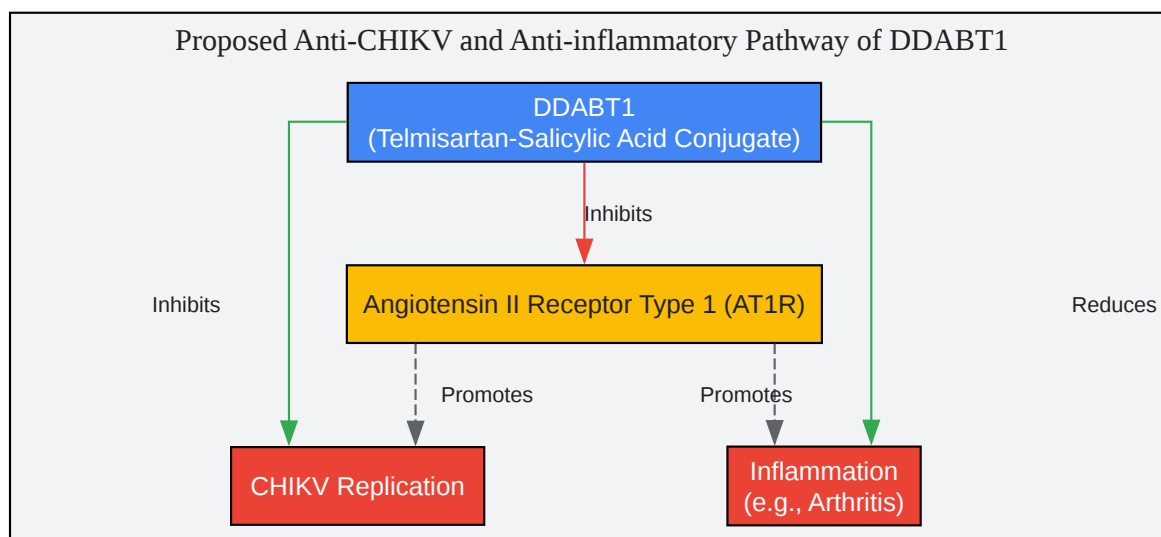 Proposed Anti-CHIKV and Anti-inflammatory Pathway of DDABT1
DDABT1
(Telmisartan-Salicylic Acid Conjugate)
Inhibits
Inhibits
Reduces
Angiotensin II Receptor Type 1 (AT1R)
Promotes
Promotes
CHIKV Replication
Inflammation
(e.g., Arthritis)